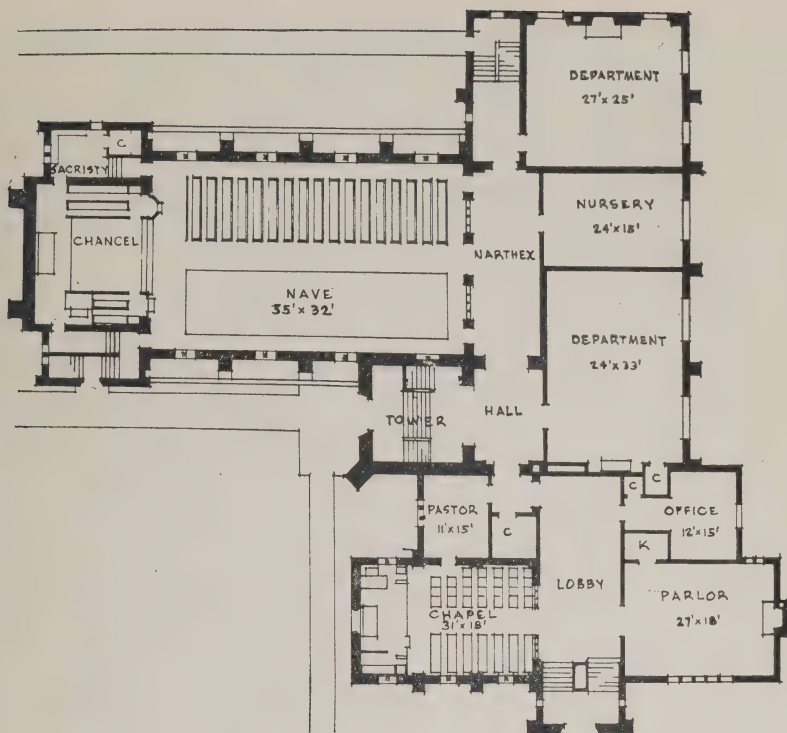 DEPARTMENT
27' x 25'
C
SACRISTY
NURSERY
24' x 18'
CHANCEL
NARTHEX
NAVE
55' x 32'
DEPARTMENT
24' x 33'
TOWER
HALL
C
C
PASTOR
11' x 15'
C
OFFICE
12' x 15'
K
LOBBY
CHAPEL
31' x 18'
PARLOR
27' x 18'